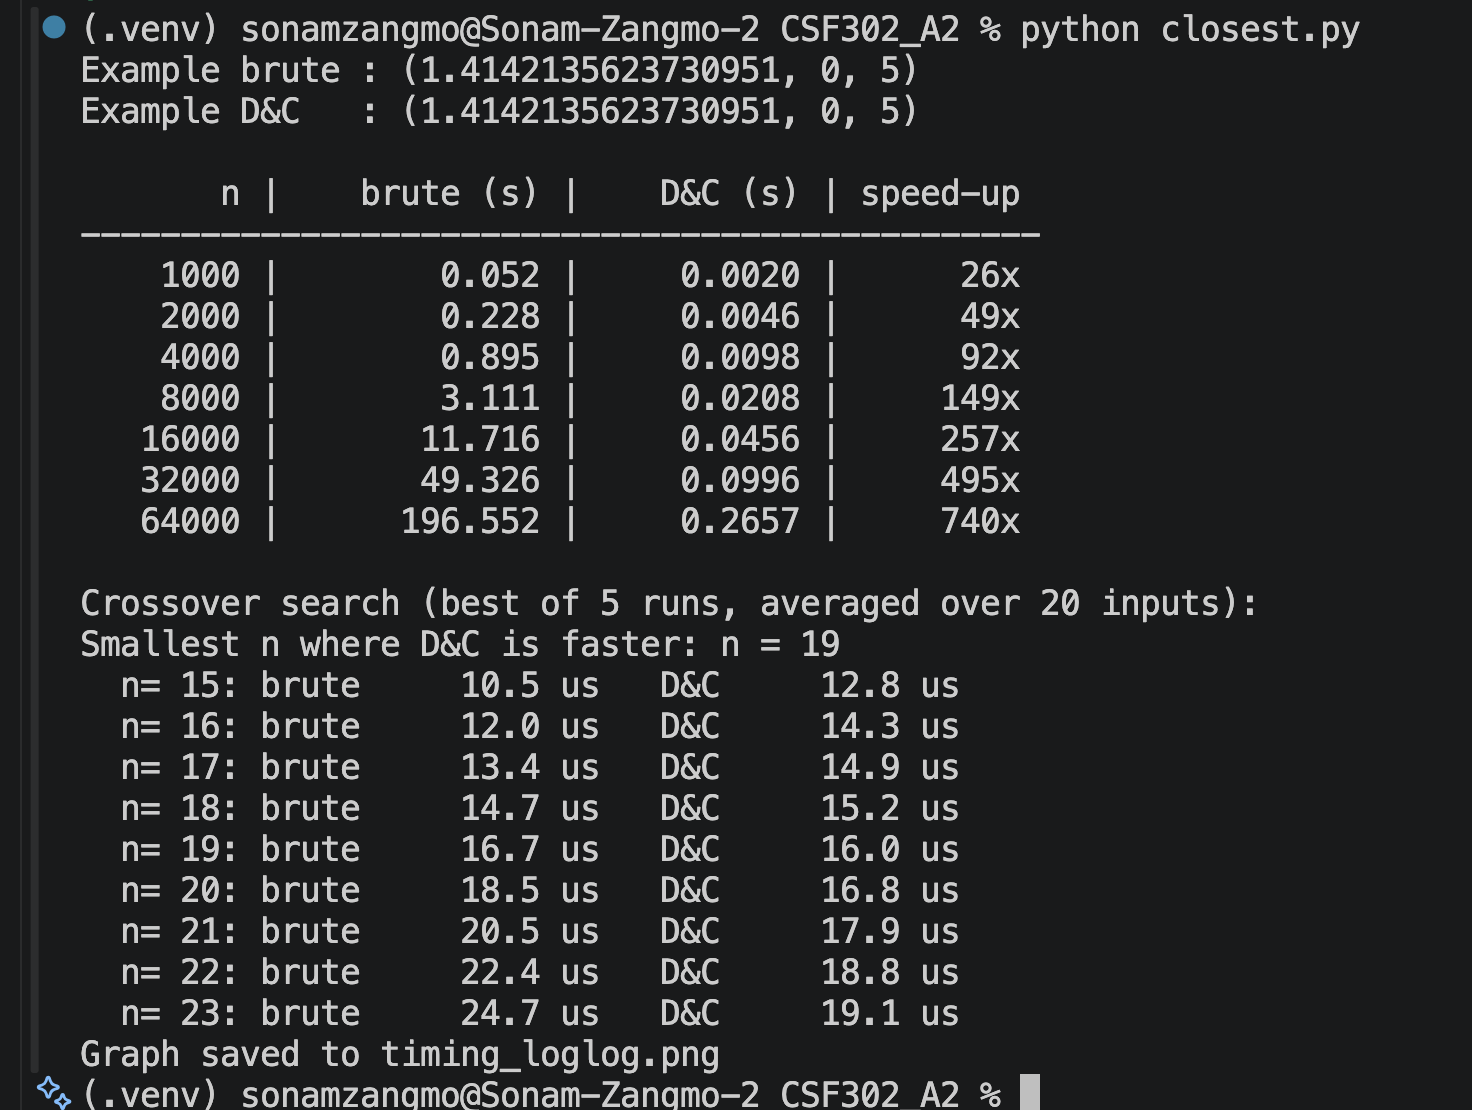 (.venv) sonamzangmo@Sonam-Zangmo-2 CSF302_A2 % python closest.py
Example brute : (1.4142135623730951, 0, 5)
Example D&C   : (1.4142135623730951, 0, 5)
       n |    brute (s) |    D&C (s) | speed-up
------------------------------------------------
    1000 |        0.052 |     0.0020 |      26x
    2000 |        0.228 |     0.0046 |      49x
    4000 |        0.895 |     0.0098 |      92x
    8000 |        3.111 |     0.0208 |     149x
   16000 |       11.716 |     0.0456 |     257x
   32000 |       49.326 |     0.0996 |     495x
   64000 |      196.552 |     0.2657 |     740x
Crossover search (best of 5 runs, averaged over 20 inputs):
Smallest n where D&C is faster: n = 19
  n= 15: brute     10.5 us   D&C     12.8 us
  n= 16: brute     12.0 us   D&C     14.3 us
  n= 17: brute     13.4 us   D&C     14.9 us
  n= 18: brute     14.7 us   D&C     15.2 us
  n= 19: brute     16.7 us   D&C     16.0 us
  n= 20: brute     18.5 us   D&C     16.8 us
  n= 21: brute     20.5 us   D&C     17.9 us
  n= 22: brute     22.4 us   D&C     18.8 us
  n= 23: brute     24.7 us   D&C     19.1 us
Graph saved to timing_loglog.png
(.venv) sonamzangmo@Sonam-Zangmo-2 CSF302_A2 %